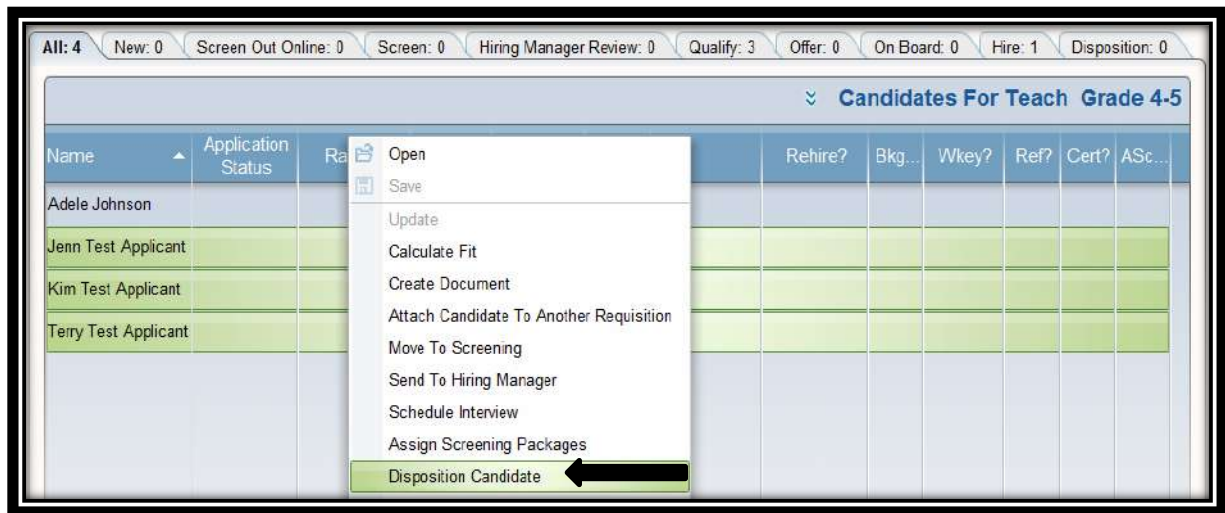 All: 4 New: 0 Screen Out Online: 0 Screen: 0 Hiring Manager Review: 0 Qualify: 3 Offer: 0 On Board: 0 Hire: 1 Disposition: 0
Candidates For Teach Grade 4-5
Name Application Status Ra Rehire? Bkg... Wkey? Ref? Cert? ASc...
Adele Johnson
Jenn Test Applicant
Kim Test Applicant
Terry Test Applicant
Open
Save
Update
Calculate Fit
Create Document
Attach Candidate To Another Requisition
Move To Screening
Send To Hiring Manager
Schedule Interview
Assign Screening Packages
Disposition Candidate